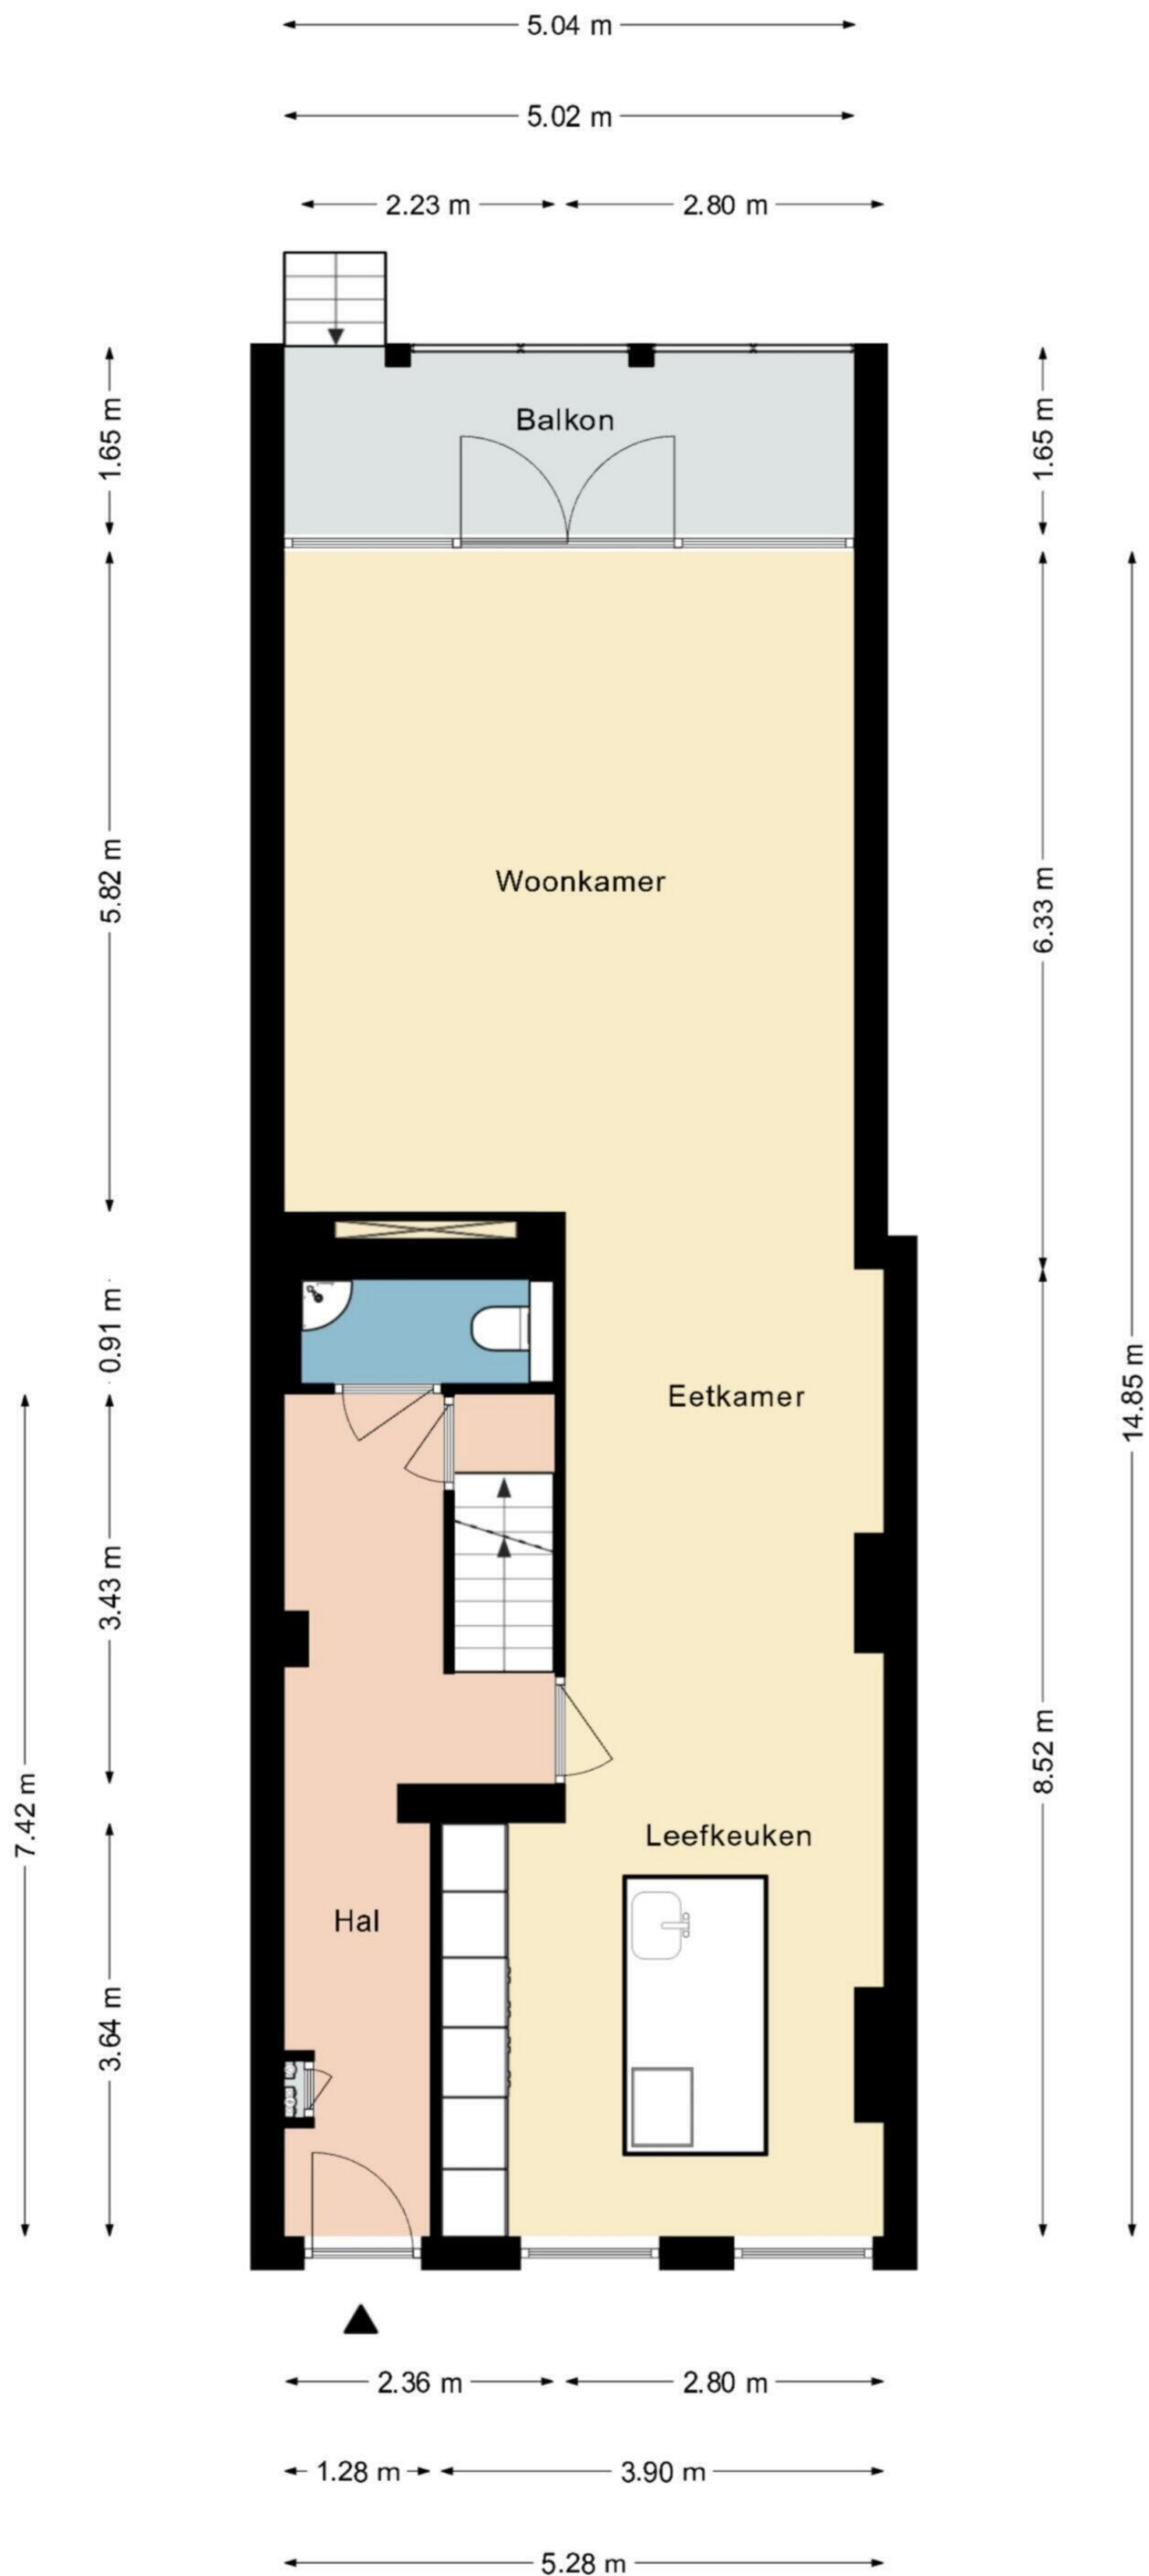 5.04 m
5.02 m
2.23 m 2.80 m
Balkon
1.65 m 1.65 m
Woonkamer
5.82 m 6.33 m
0.91 m
Eetkamer
14.85 m
3.43 m
8.52 m
7.42 m
Leefkeuken
Hal
3.64 m
2.36 m 2.80 m
1.28 m 3.90 m
5.28 m